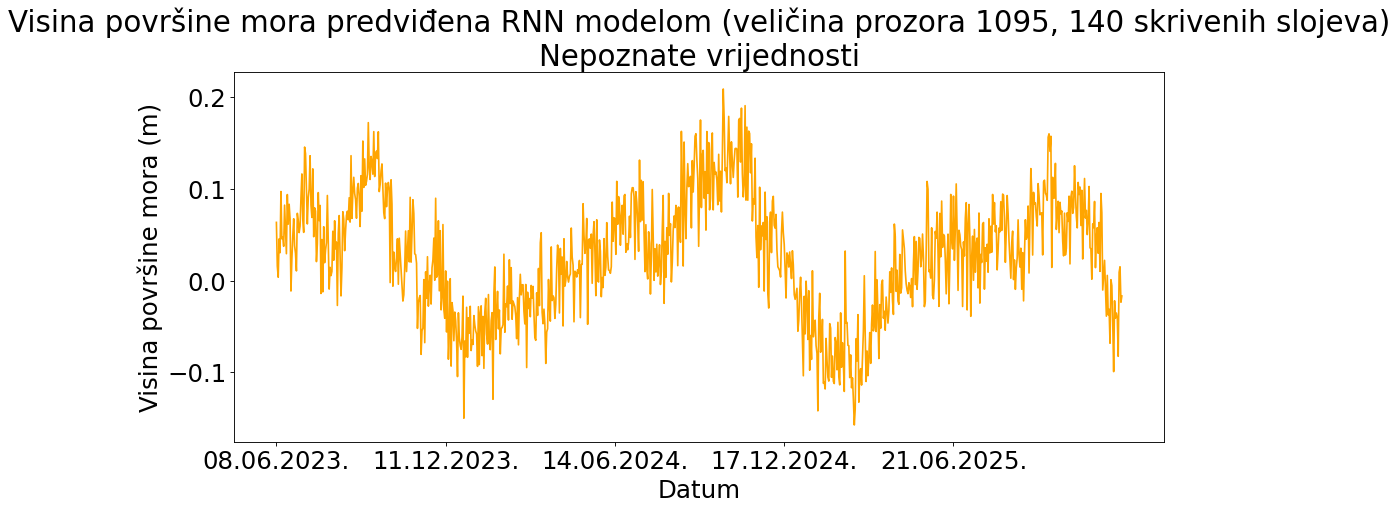 Visina površine mora predviđena RNN modelom (veličina prozora 1095, 140 skrivenih slojeva)
Nepoznate vrijednosti
Visina površine mora (m)
0.2
0.1
0.0
−0.1
08.06.2023. 11.12.2023. 14.06.2024. 17.12.2024. 21.06.2025.
Datum